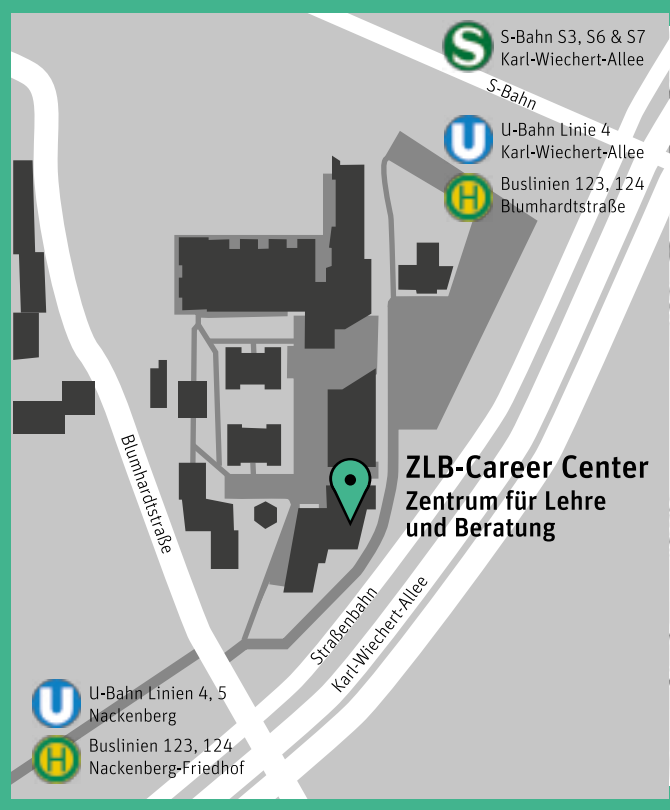 S
S-Bahn S3, S6 & S7
Karl-Wiechert-Allee
S-Bahn
U
U-Bahn Linie 4
Karl-Wiechert-Allee
H
Buslinien 123, 124
Blumhardtstraße
Blumhardtstraße
ZLB-Career Center
Zentrum für Lehre
und Beratung
Straßenbahn
Karl-Wiechert-Allee
U
U-Bahn Linien 4, 5
Nackenberg
H
Buslinien 123, 124
Nackenberg-Friedhof